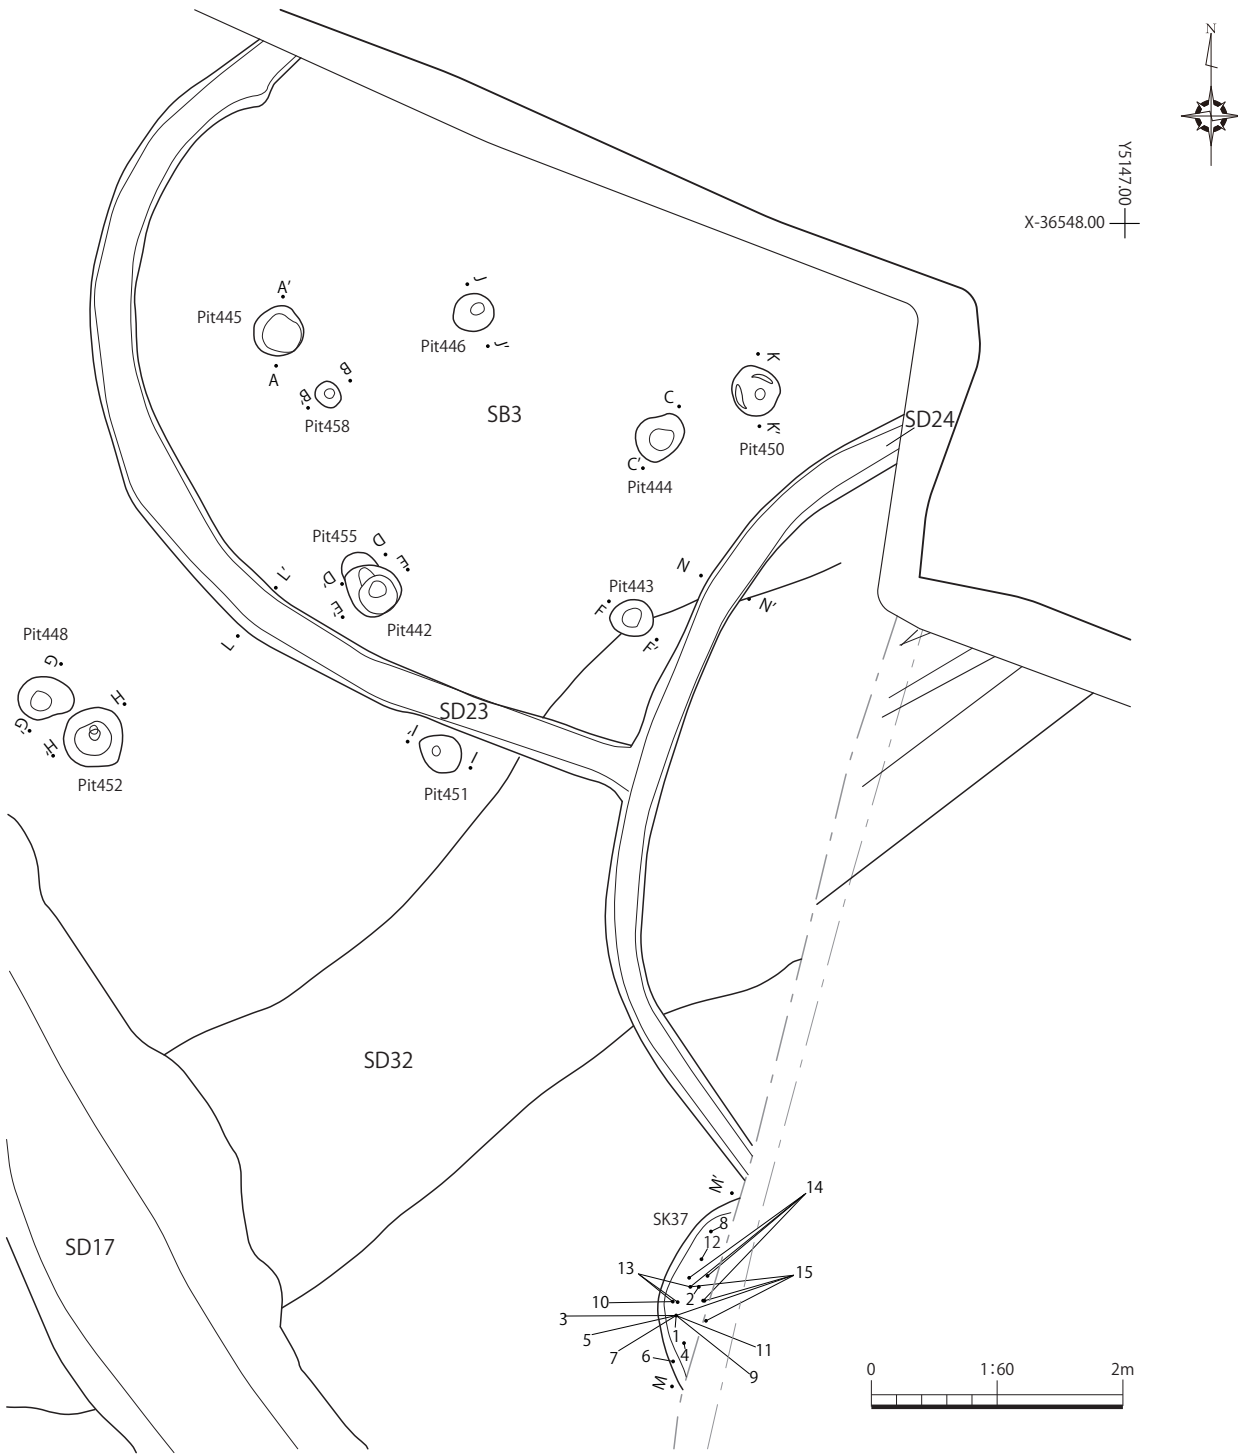 N
Y5147.00
X-36548.00
A'
Pit445
A
J
Pit446
J'
B
B'
Pit458
SB3
K
K'
Pit450
C
C'
Pit444
SD24
Pit455
D
D'
E
E'
Pit442
Pit443
F
F'
N
N'
L'
L
Pit448
G
G'
H
H'
Pit452
SD23
I'
I
Pit451
SD32
SD17
M'
SK37
8
12
14
13
15
2
10
3
5
7
1
6
4
11
9
M
0 1:60 2m